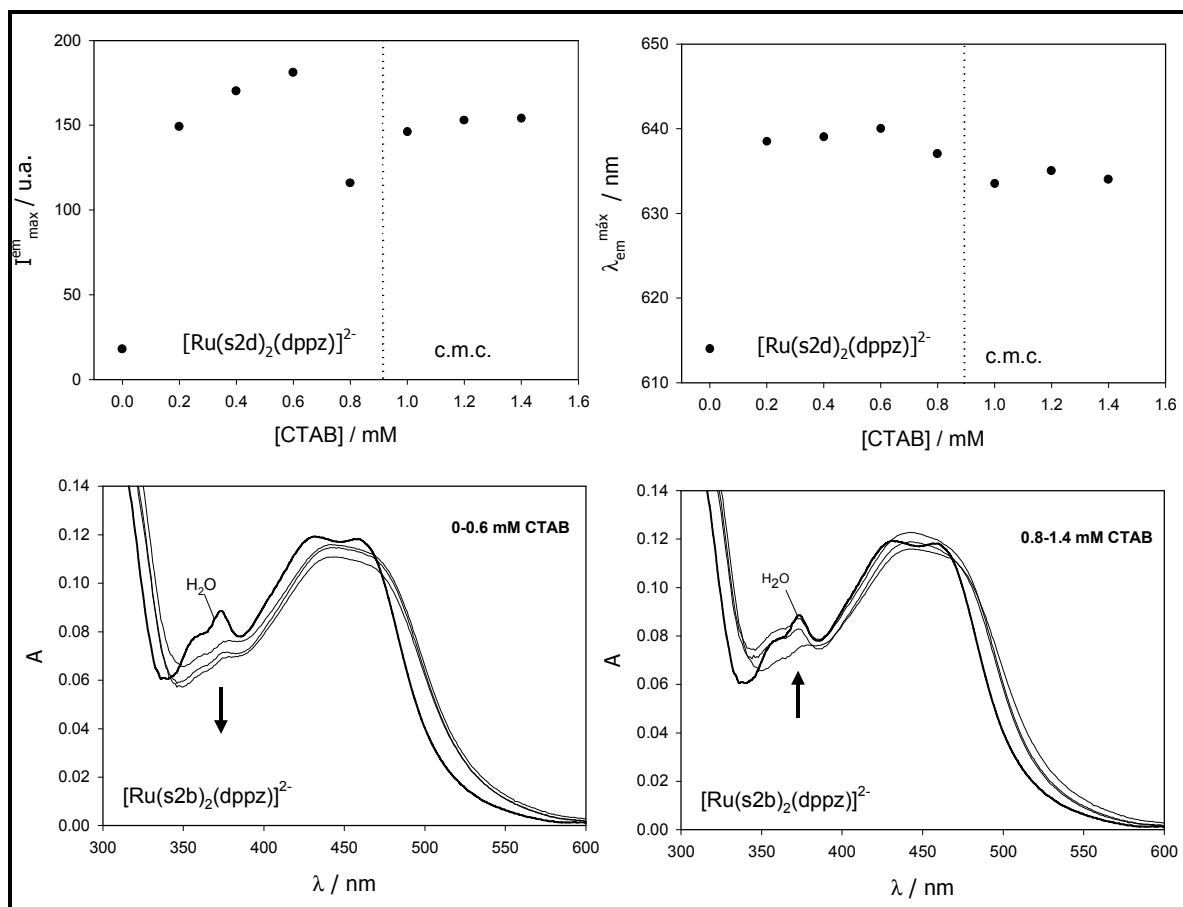 200
150
100
50
0
I^em_max / u.a.
[Ru(s2d)₂(dppz)]²⁻
c.m.c.
0.0 0.2 0.4 0.6 0.8 1.0 1.2 1.4 1.6
[CTAB] / mM
650
640
630
620
610
λ_em^máx / nm
[Ru(s2d)₂(dppz)]²⁻
c.m.c.
0.0 0.2 0.4 0.6 0.8 1.0 1.2 1.4 1.6
[CTAB] / mM
0.14
0.12
0.10
0.08
0.06
0.04
0.02
0.00
A
0-0.6 mM CTAB
H₂O
[Ru(s2b)₂(dppz)]²⁻
300 350 400 450 500 550 600
λ / nm
0.14
0.12
0.10
0.08
0.06
0.04
0.02
0.00
A
0.8-1.4 mM CTAB
H₂O
[Ru(s2b)₂(dppz)]²⁻
300 350 400 450 500 550 600
λ / nm